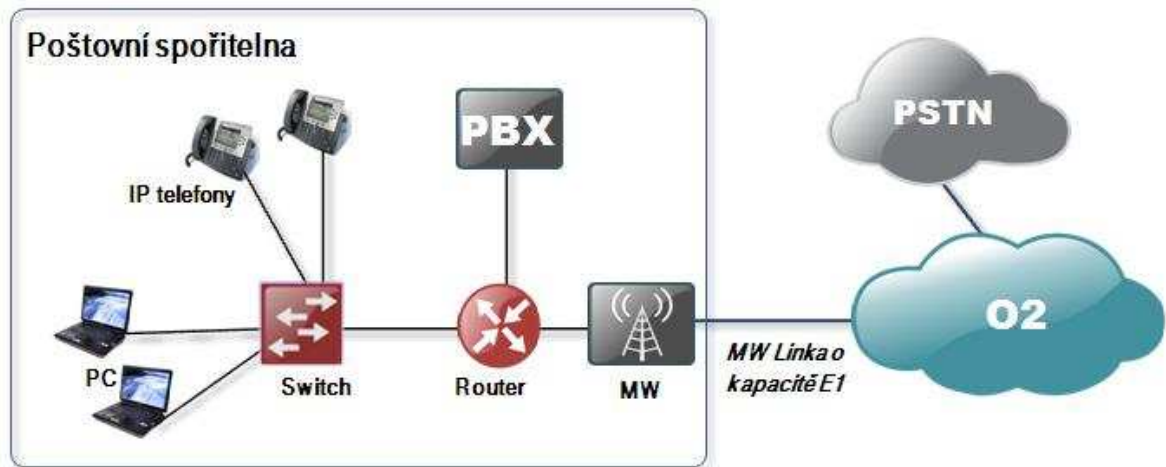 Poštovní spořitelna
PBX
PSTN
IP telefony
O2
PC
Switch
Router
MW
MW Linka o
kapacitě E1